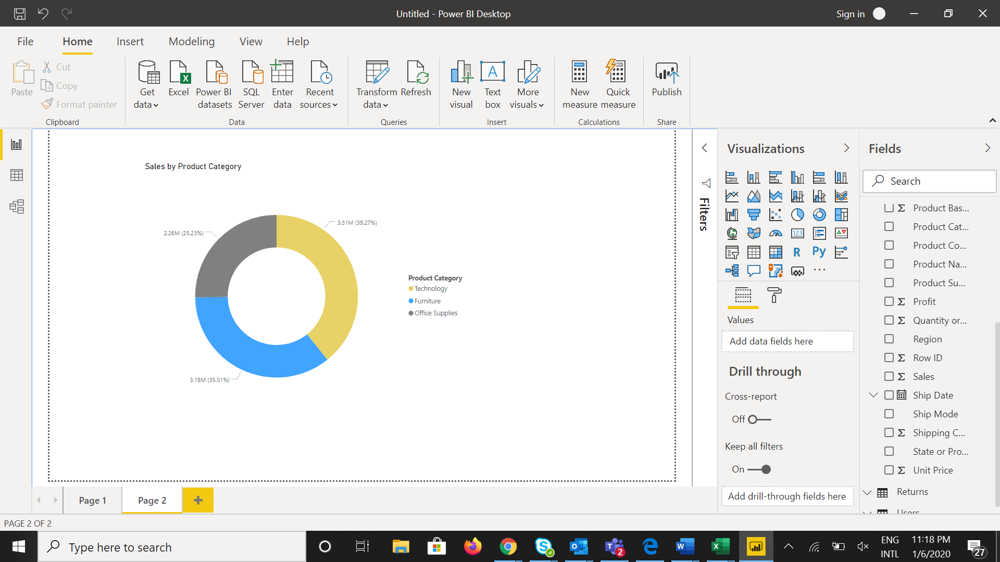 Untitled - Power BI Desktop
Sign in
File
Home
Insert
Modeling
View
Help
Paste
Cut
Copy
Format painter
Clipboard
Get
data
Excel
Power BI
datasets
SQL
Server
Enter
data
Recent
sources
Data
Transform
data
Refresh
Queries
New
visual
Text
box
More
visuals
Insert
New
measure
Quick
measure
Calculations
Publish
Share
Sales by Product Category
3.51M (39.27%)
2.26M (25.23%)
3.18M (35.51%)
Product Category
Technology
Furniture
Office Supplies
Filters
Visualizations
123
R
Py
Values
Add data fields here
Drill through
Cross-report
Off
Keep all filters
On
Add drill-through fields here
Fields
Search
Product Bas...
Product Cat...
Product Co...
Product Na...
Product Su...
Σ Profit
Σ Quantity or...
Region
Σ Row ID
Σ Sales
Ship Date
Ship Mode
Σ Shipping C...
State or Pro...
Σ Unit Price
Returns
Users
Page 1
Page 2
PAGE 2 OF 2
Type here to search
2
ENG
INTL
11:18 PM
1/6/2020
27